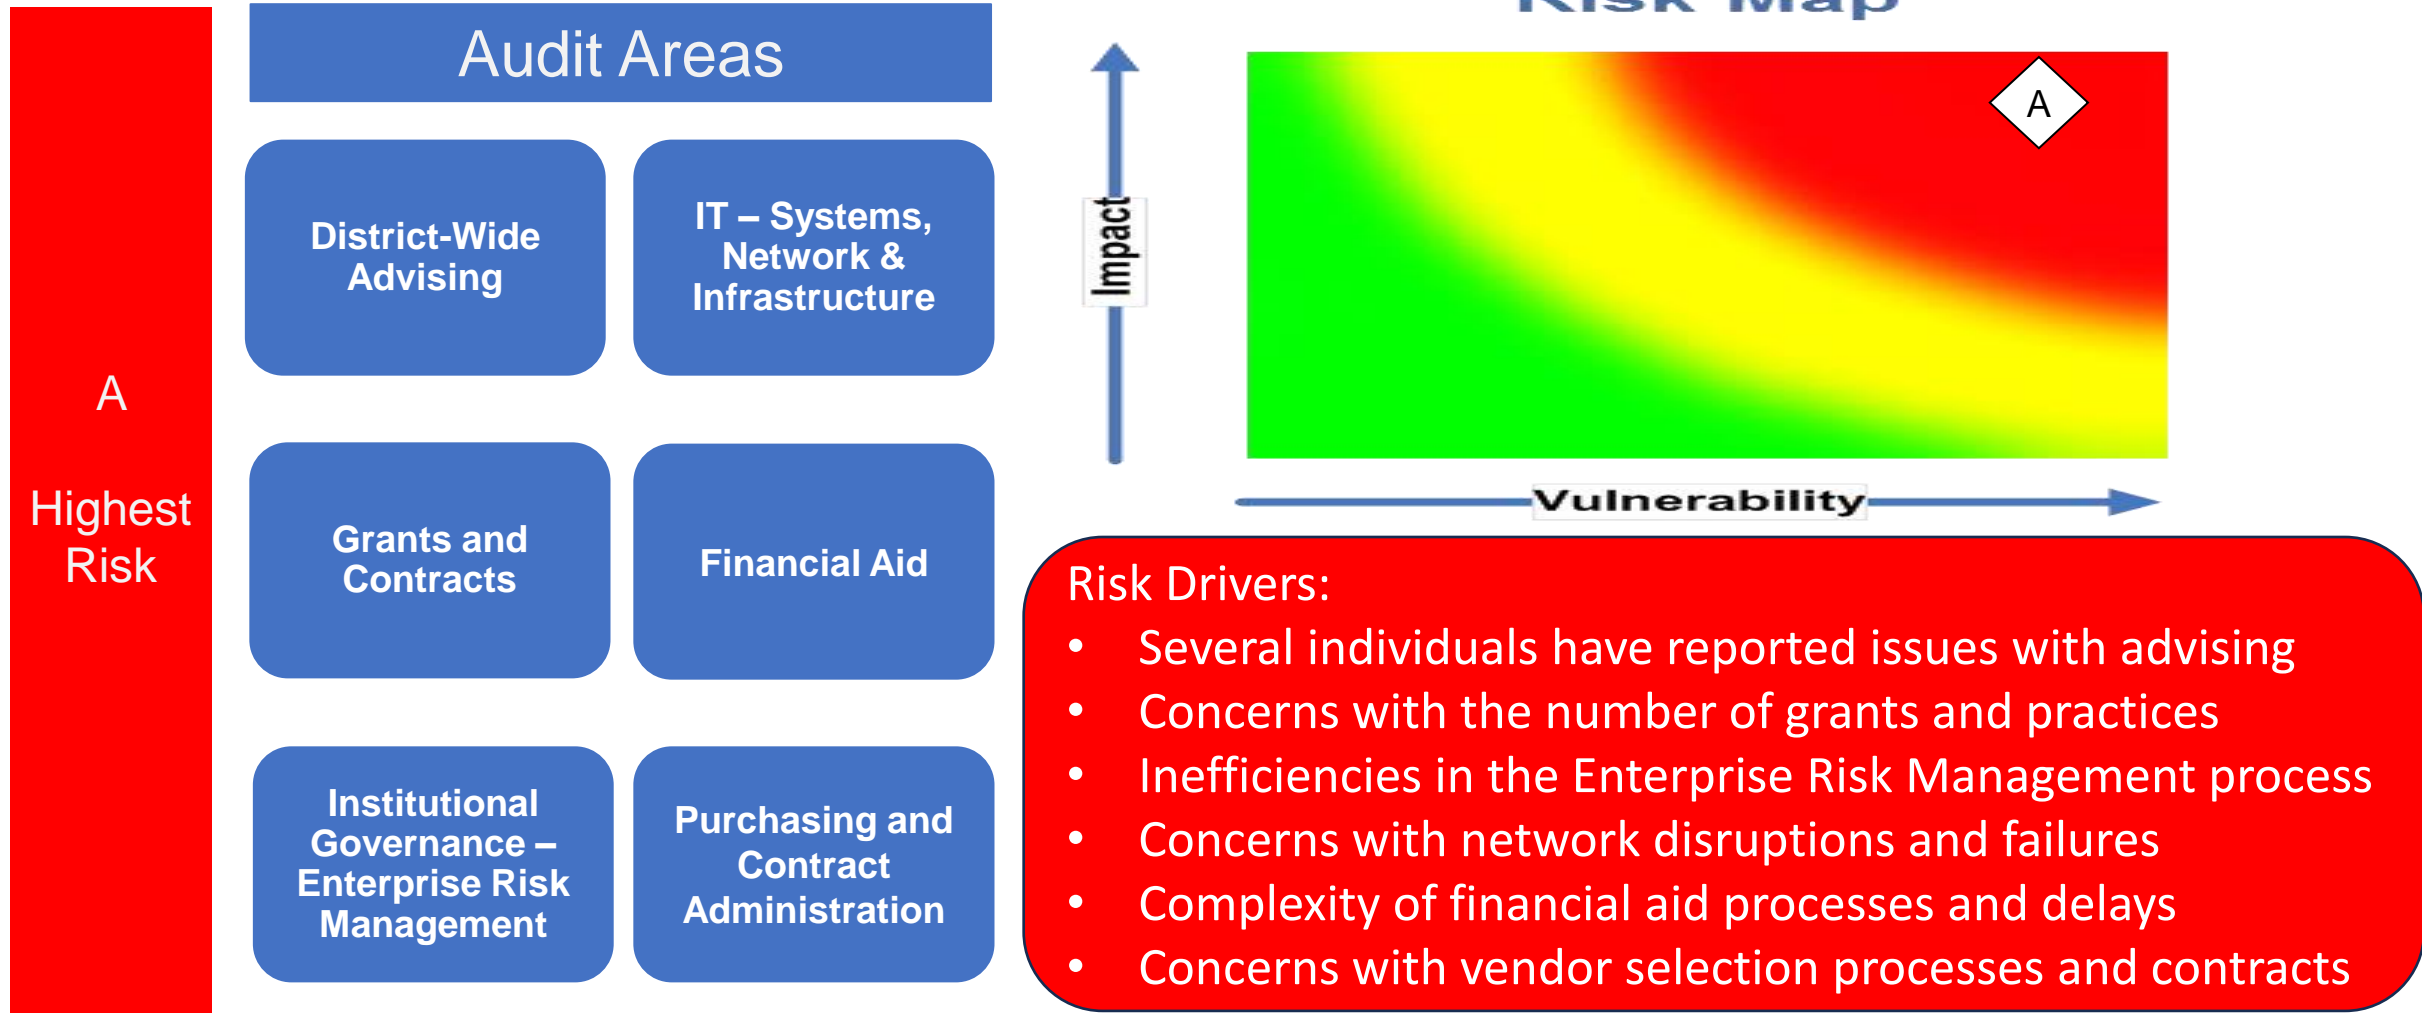 A
Highest
Risk
Audit Areas
District-Wide
Advising
IT – Systems,
Network &
Infrastructure
Grants and
Contracts
Financial Aid
Institutional
Governance –
Enterprise Risk
Management
Purchasing and
Contract
Administration
Risk Map
A
Impact
Vulnerability
Risk Drivers:
• Several individuals have reported issues with advising
• Concerns with the number of grants and practices
• Inefficiencies in the Enterprise Risk Management process
• Concerns with network disruptions and failures
• Complexity of financial aid processes and delays
• Concerns with vendor selection processes and contracts